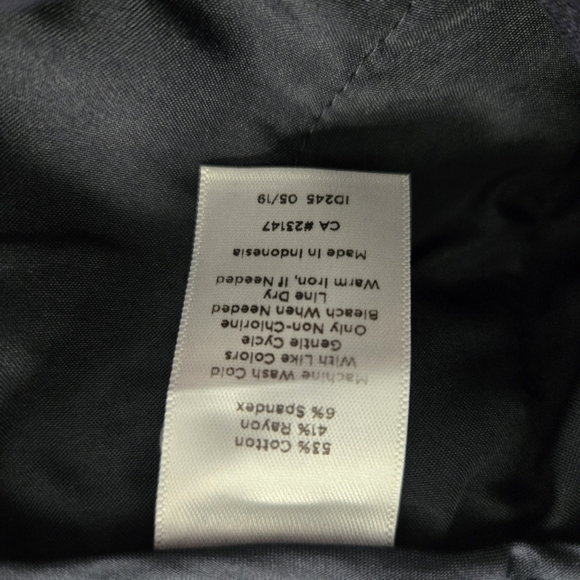 53% Cotton
41% Rayon
6% Spandex
Machine Wash Cold
With Like Colors
Gentle Cycle
Only Non-Chlorine
Bleach When Needed
Line Dry
Warm Iron, If Needed
Made In Indonesia
CA #23147
ID245 05/19